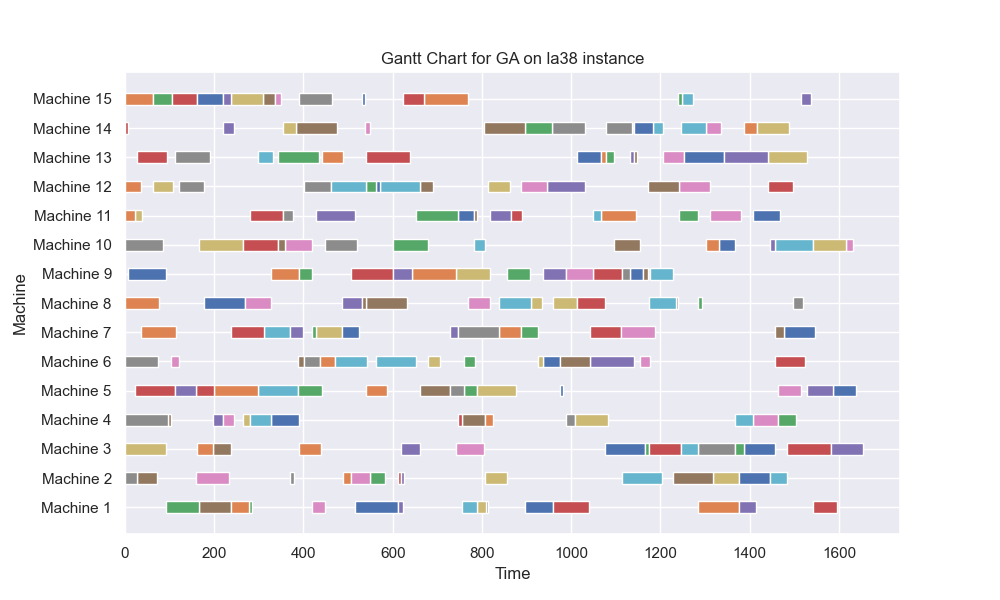 Gantt Chart for GA on la38 instance
Machine
Machine 15
Machine 14
Machine 13
Machine 12
Machine 11
Machine 10
Machine 9
Machine 8
Machine 7
Machine 6
Machine 5
Machine 4
Machine 3
Machine 2
Machine 1
0 200 400 600 800 1000 1200 1400 1600
Time